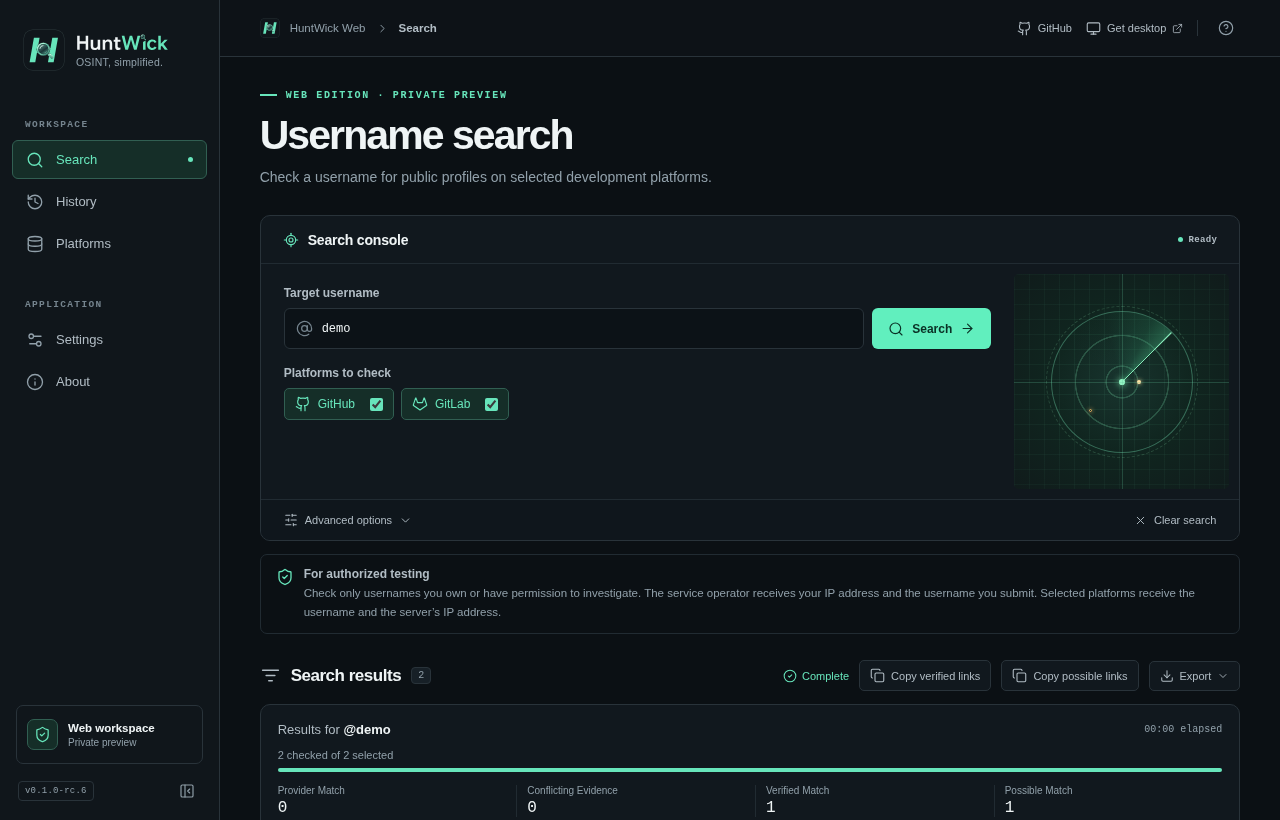 HuntWick
OSINT, simplified.
WORKSPACE
Search
History
Platforms
APPLICATION
Settings
About
Web workspace
Private preview
v0.1.0-rc.6
HuntWick Web > Search
GitHub
Get desktop
WEB EDITION · PRIVATE PREVIEW
Username search
Check a username for public profiles on selected development platforms.
Search console
Ready
Target username
demo
Search
Platforms to check
GitHub
GitLab
Advanced options
Clear search
For authorized testing
Check only usernames you own or have permission to investigate. The service operator receives your IP address and the username you submit. Selected platforms receive the
username and the server’s IP address.
Search results 2
Complete
Copy verified links
Copy possible links
Export
Results for @demo
00:00 elapsed
2 checked of 2 selected
Provider Match
0
Conflicting Evidence
0
Verified Match
1
Possible Match
1